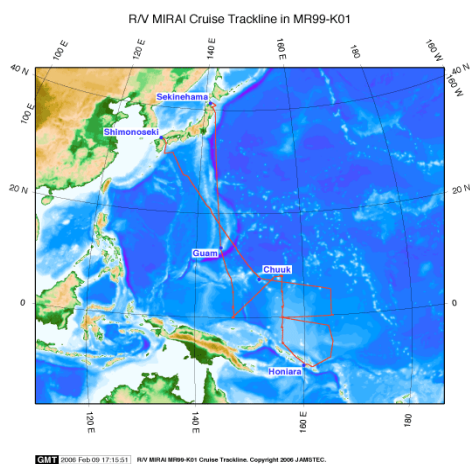 R/V MIRAI Cruise Trackline in MR99-K01
100 E
120 E
140 E
160 E
180
160 W
40 N
40 N
100 E
160 W
Sekinehama
Shimonoseki
20 N
20 N
Guam
Chuuk
0
0
Honiara
120 E
140 E
160 E
180
GMT 2006 Feb 09 17:15:51 R/V MIRAI MR99-K01 Cruise Trackline. Copyright 2006 JAMSTEC.